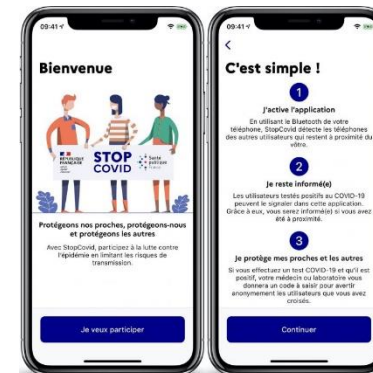 09:41
Bienvenue
RÉPUBLIQUE
FRANÇAISE
STOP
COVID
Santé
publique
France
Protégeons nos proches, protégeons-nous
et protégeons les autres
Avec StopCovid, participez à la lutte contre
l'épidémie en limitant les risques de
transmission.
Je veux participer
09:41
C'est simple !
1
J'active l'application
En utilisant le Bluetooth de votre
téléphone, StopCovid détecte les téléphones
des autres utilisateurs qui restent à proximité du
vôtre.
2
Je reste informé(e)
Les utilisateurs testés positifs au COVID-19
peuvent le signaler dans cette application.
Grâce à eux, vous serez informé(e) si vous avez
été à proximité.
3
Je protège mes proches et les autres
Si vous effectuez un test COVID-19 et qu'il est
positif, votre médecin ou laboratoire vous
donnera un code à saisir pour avertir
anonymement les utilisateurs que vous avez
croisés.
Continuer